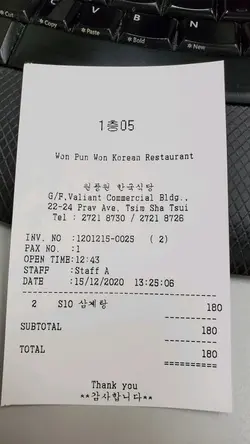 1층05
Won Pun Won Korean Restaurant
원풍원 한국식당
G/F.Valiant Commercial Bldg.,
22-24 Prav Ave. Tsim Sha Tsui
Tel : 2721 8730 / 2721 8726
INV. NO :1201215-0025 ( 2)
PAX NO. :1
OPEN TIME:12:43
STAFF :Staff A
DATE :15/12/2020 13:25:06
2 S10 삼계탕 180
SUBTOTAL 180
TOTAL 180
Thank you
**감사합니다**